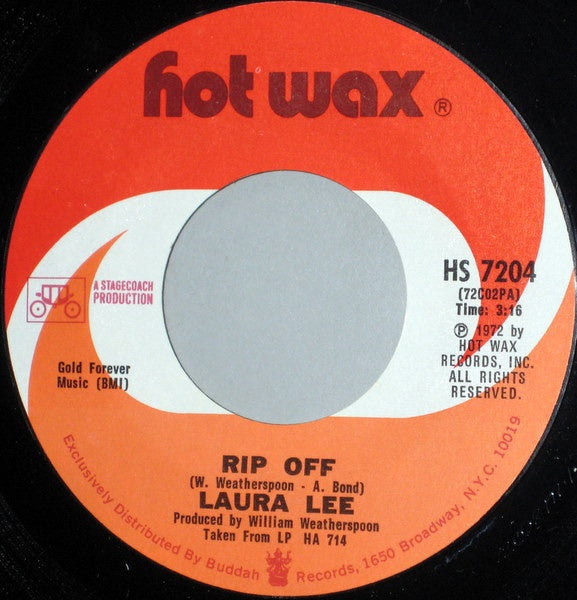 hot wax ®
A STAGECOACH
PRODUCTION
Gold Forever
Music (BMI)
HS 7204
(72C02PA)
Time: 3:16
℗ 1972 by
HOT WAX
RECORDS, INC.
ALL RIGHTS
RESERVED.
RIP OFF
(W. Weatherspoon - A. Bond)
LAURA LEE
Produced by William Weatherspoon
Taken From LP HA 714
Exclusively Distributed By Buddah Records, 1650 Broadway, N.Y.C. 10019